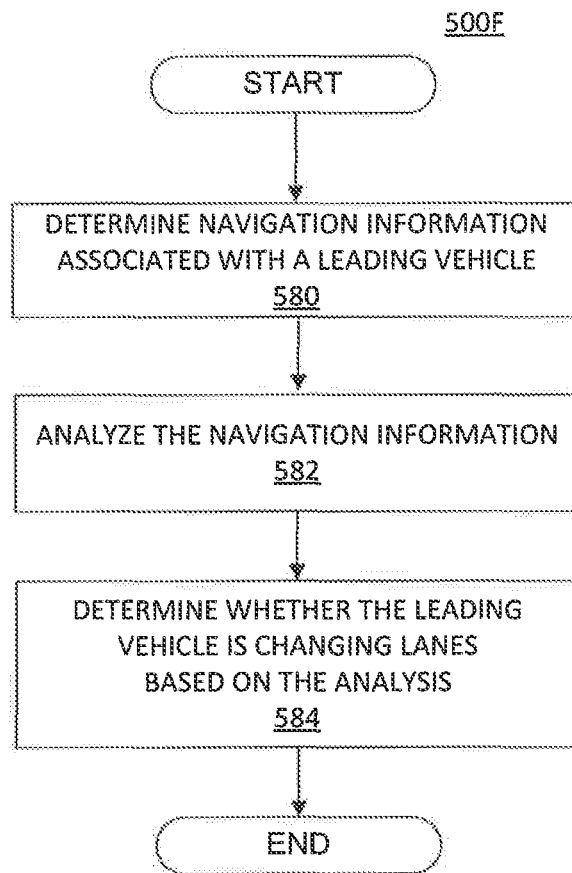 500F
START
DETERMINE NAVIGATION INFORMATION
ASSOCIATED WITH A LEADING VEHICLE
580
ANALYZE THE NAVIGATION INFORMATION
582
DETERMINE WHETHER THE LEADING
VEHICLE IS CHANGING LANES
BASED ON THE ANALYSIS
584
END